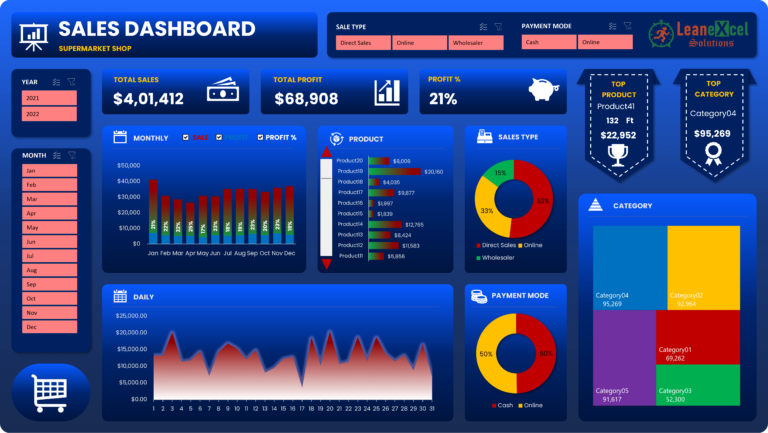 SALES DASHBOARD
SUPERMARKET SHOP
SALE TYPE
Direct Sales
Online
Wholesaler
PAYMENT MODE
Cash
Online
LeaneXcel
Solutions
YEAR
2021
2022
TOTAL SALES
$4,01,412
TOTAL PROFIT
$68,908
PROFIT %
21%
TOP
PRODUCT
Product41
132 Ft
$22,952
TOP
CATEGORY
Category04
$95,269
MONTH
Jan
Feb
Mar
Apr
May
Jun
Jul
Aug
Sep
Oct
Nov
Dec
MONTHLY
SALE
PROFIT
PROFIT %
$50,000
$40,000
$30,000
$20,000
$10,000
$0
Jan Feb Mar Apr May Jun Jul Aug Sep Oct Nov Dec
PRODUCT
Product20
Product19 $20,160
Product18 $4,035
Product17 $9,877
Product16
Product15
Product14 $12,765
Product13 $8,424
Product12 $11,583
Product11 $5,856
SALES TYPE
15%
33%
52%
Direct Sales Online
Wholesaler
CATEGORY
Category04
95,269
Category02
92,964
Category01
69,262
Category05
91,617
Category03
52,300
DAILY
$25,000.00
$20,000.00
$15,000.00
$10,000.00
$5,000.00
$0.00
1 2 3 4 5 6 7 8 9 10 11 12 13 14 15 16 17 18 19 20 21 22 23 24 25 26 27 28 29 30 31
PAYMENT MODE
50%
50%
Cash Online